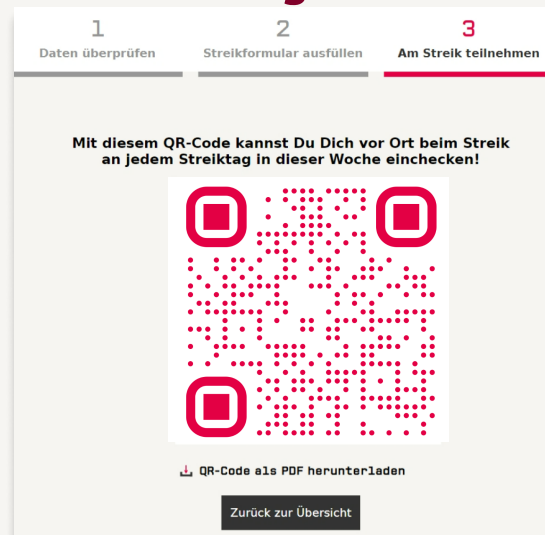 1
Daten überprüfen
2
Streikformular ausfüllen
3
Am Streik teilnehmen
Mit diesem QR-Code kannst Du Dich vor Ort beim Streik
an jedem Streiktag in dieser Woche einchecken!
QR-Code als PDF herunterladen
Zurück zur Übersicht